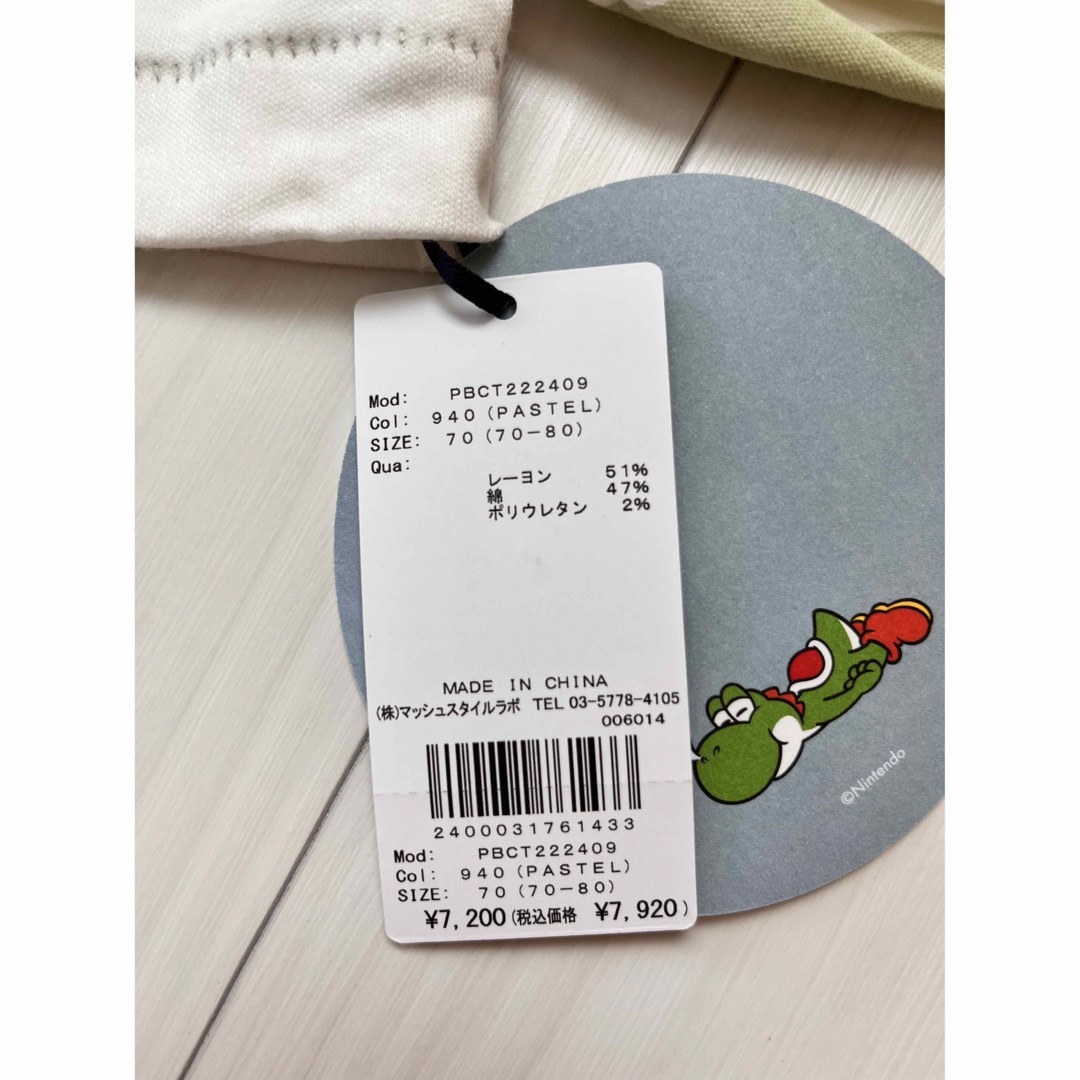 Mod: PBCT222409
Col: 940(PASTEL)
SIZE: 70(70-80)
Qua:
レーヨン 51%
綿 47%
ポリウレタン 2%
MADE IN CHINA
(株)マッシュスタイルラボ TEL 03-5778-4105
006014
2400031761433
Mod: PBCT222409
Col: 940(PASTEL)
SIZE: 70(70-80)
¥7,200(税込価格 ¥7,920)
©Nintendo